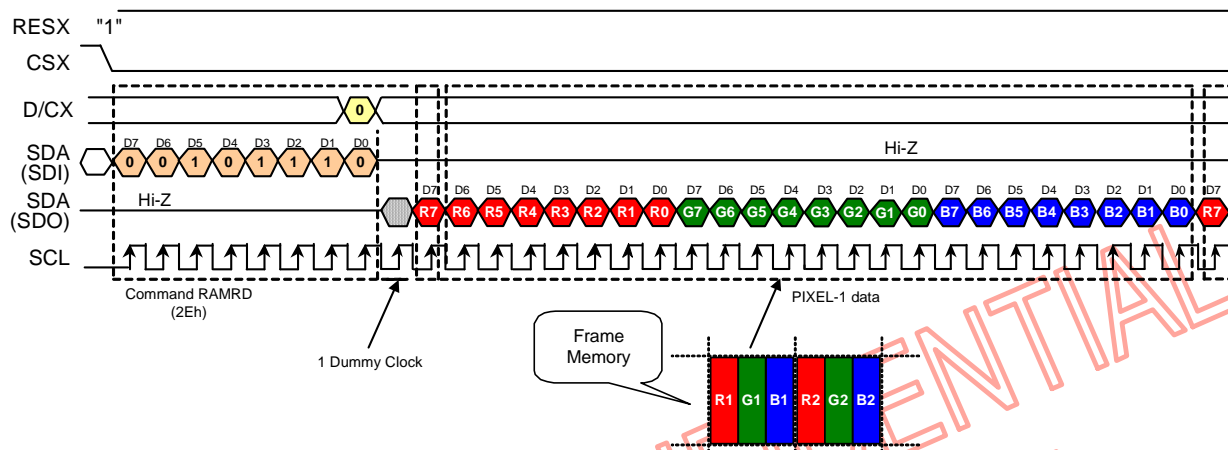 RESX "1"
CSX
D/CX 0
D7 D6 D5 D4 D3 D2 D1 D0
SDA (SDI) 0 0 1 0 1 1 1 0 Hi-Z
D7 D6 D5 D4 D3 D2 D1 D0 D7 D6 D5 D4 D3 D2 D1 D0 D7 D6 D5 D4 D3 D2 D1 D0 D7
SDA (SDO) Hi-Z R7 R6 R5 R4 R3 R2 R1 R0 G7 G6 G5 G4 G3 G2 G1 G0 B7 B6 B5 B4 B3 B2 B1 B0 R7
SCL
Command RAMRD
(2Eh)
PIXEL-1 data
1 Dummy Clock
Frame
Memory
R1 G1 B1 R2 G2 B2
ENTIAL